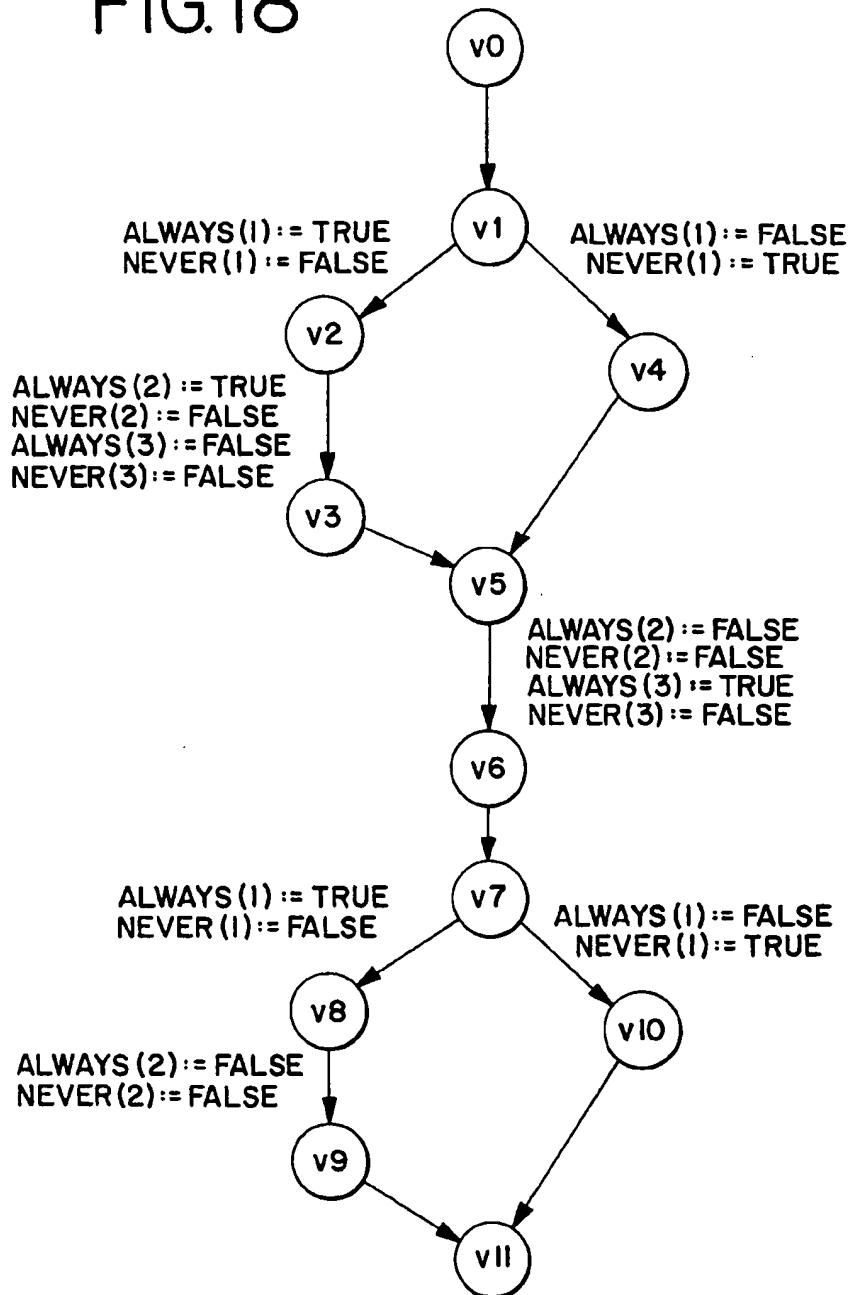 FIG. 18
v0
v1
ALWAYS(1) := TRUE
NEVER(1) := FALSE
ALWAYS(1) := FALSE
NEVER(1) := TRUE
v2
v4
ALWAYS(2) := TRUE
NEVER(2) := FALSE
ALWAYS(3) := FALSE
NEVER(3) := FALSE
v3
v5
ALWAYS(2) := FALSE
NEVER(2) := FALSE
ALWAYS(3) := TRUE
NEVER(3) := FALSE
v6
v7
ALWAYS(1) := TRUE
NEVER(1) := FALSE
ALWAYS(1) := FALSE
NEVER(1) := TRUE
v8
v10
ALWAYS(2) := FALSE
NEVER(2) := FALSE
v9
v11